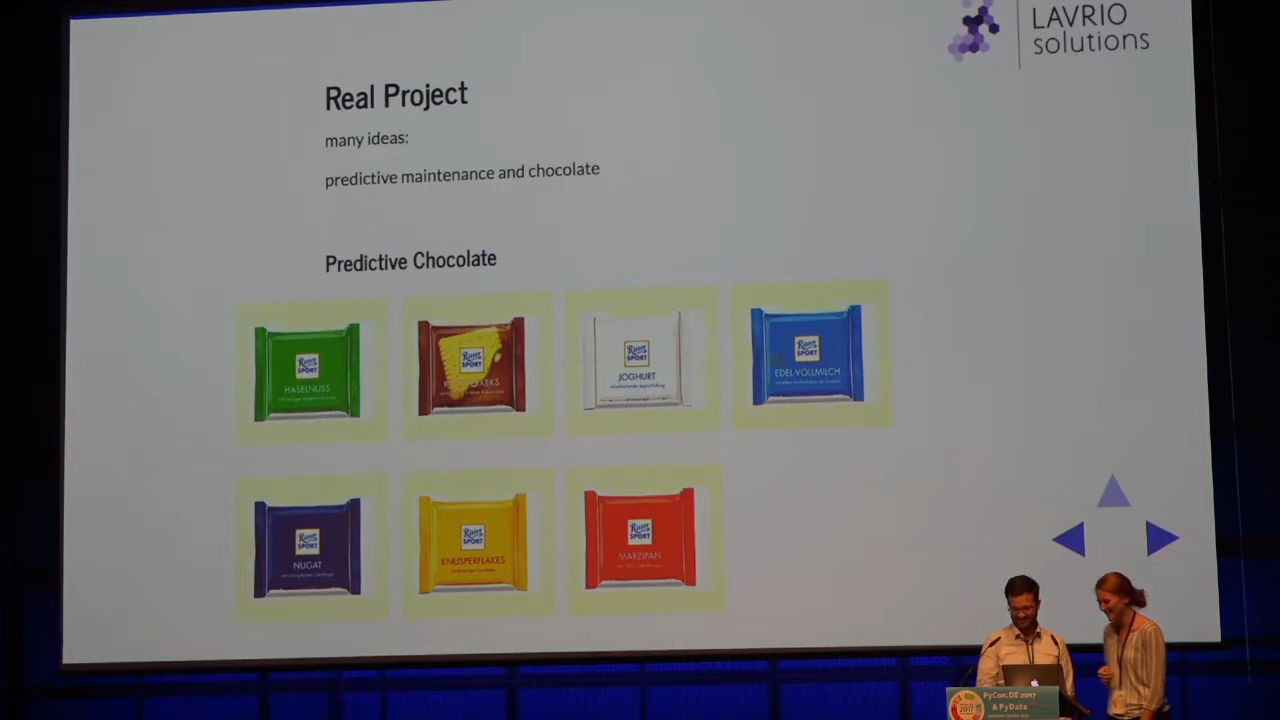 LAVRIO
solutions
Real Project
many ideas:
predictive maintenance and chocolate
Predictive Chocolate
Ritter
SPORT
HASELNUSS
Ritter
SPORT
Ritter
SPORT
JOGHURT
Ritter
SPORT
EDEL-VOLLMILCH
Ritter
SPORT
NUGAT
Ritter
SPORT
KNUSPERFLAKES
Ritter
SPORT
MARZIPAN
PyCon.DE 2017
& PyData
2017